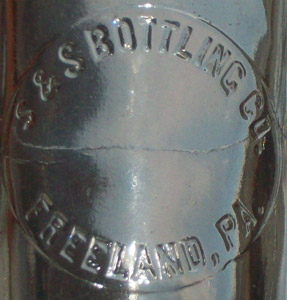 S & S BOTTLING CO.
FREELAND, PA.